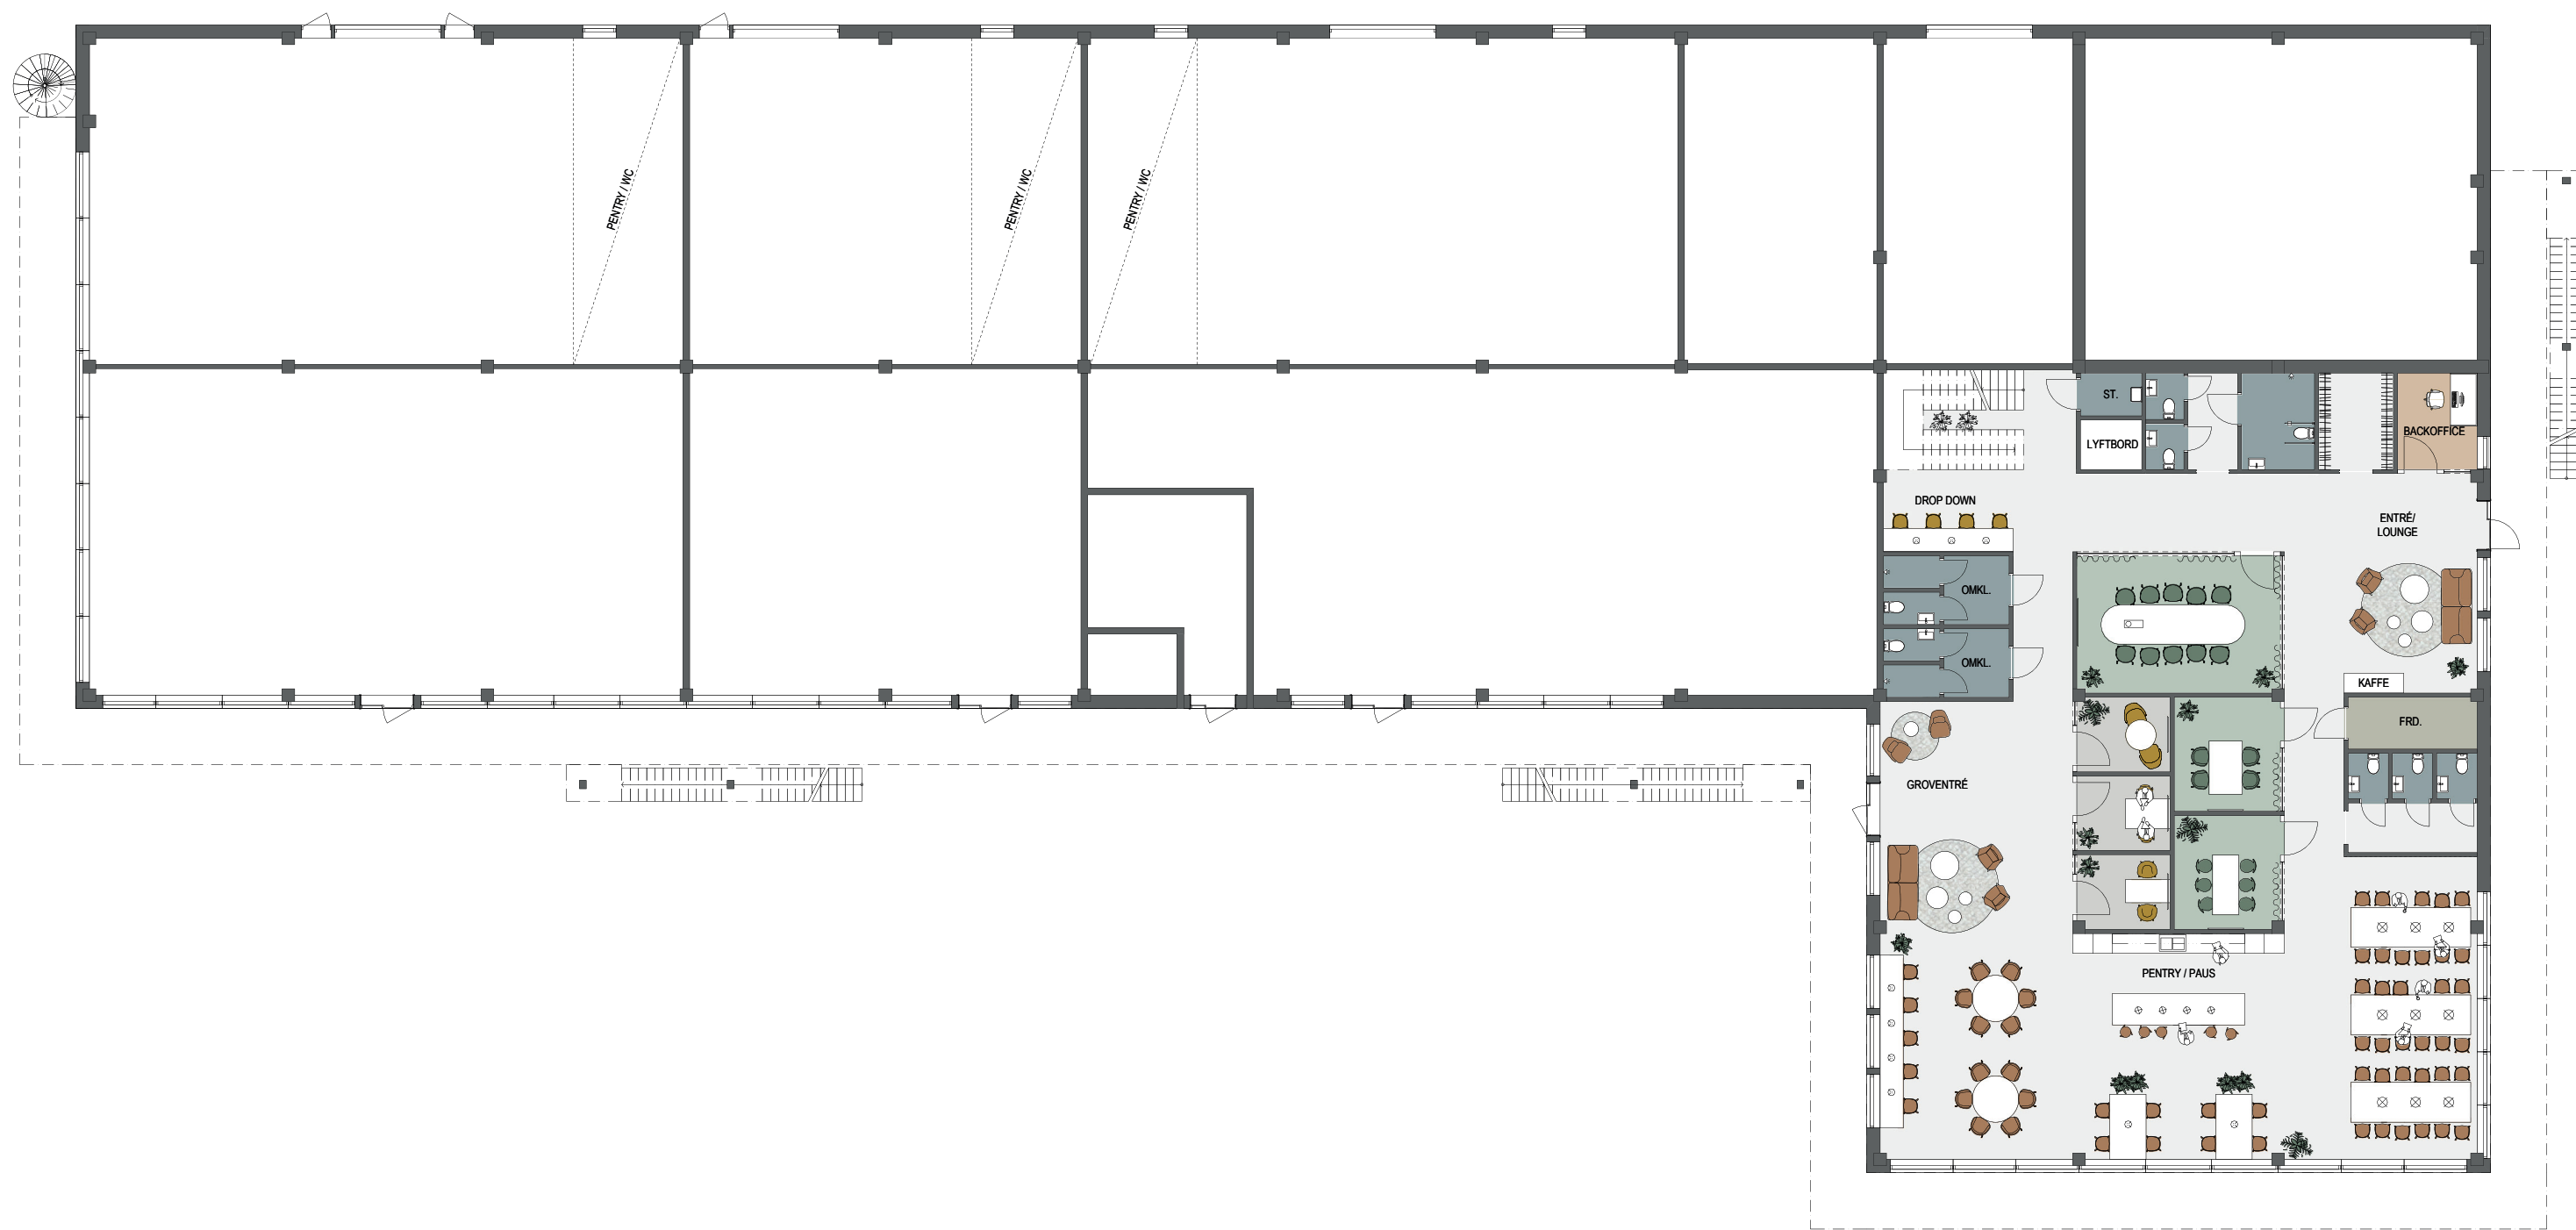 PENTRY / WC
PENTRY / WC
PENTRY / WC
ST.
LYFTBORD
BACKOFFICE
DROP DOWN
ENTRÉ/
LOUNGE
OMKL.
OMKL.
KAFFE
FRD.
GROVENTRÉ
PENTRY / PAUS